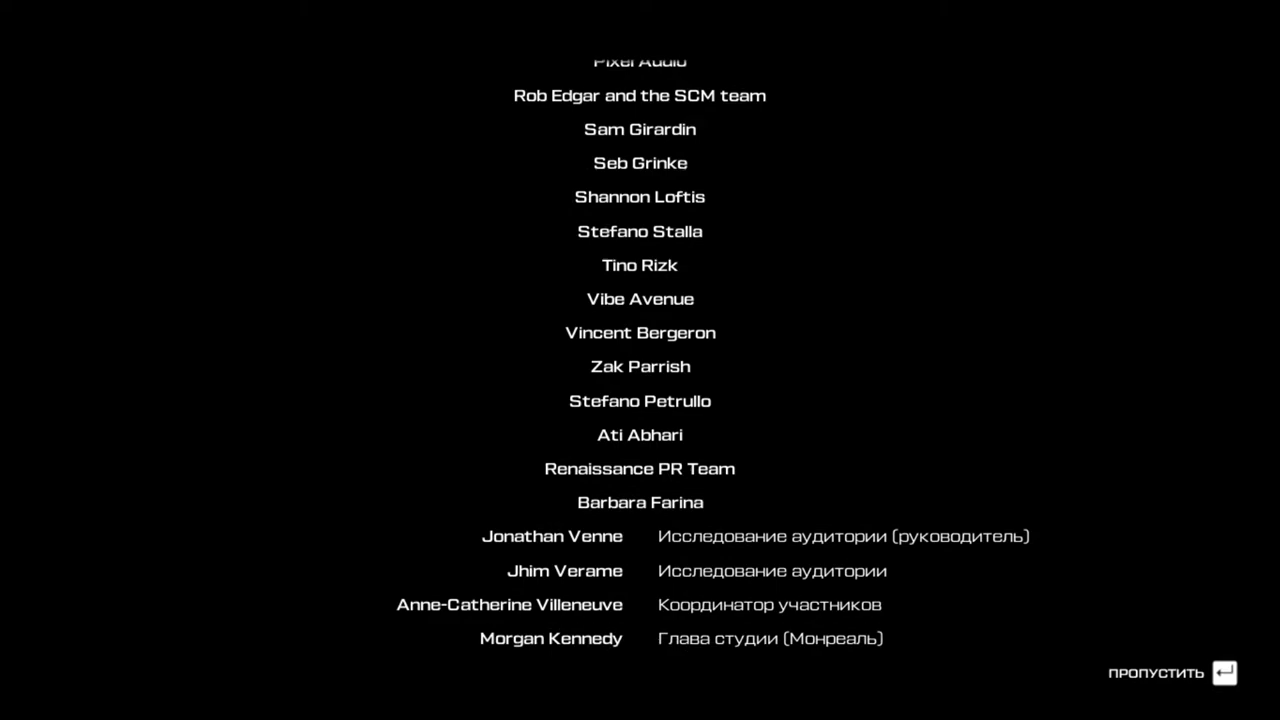 Pixel Audio
Rob Edgar and the SCM team
Sam Girardin
Seb Grinke
Shannon Loftis
Stefano Stalla
Tino Rizk
Vibe Avenue
Vincent Bergeron
Zak Parrish
Stefano Petrullo
Ati Abhari
Renaissance PR Team
Barbara Farina
Jonathan Venne Исследование аудитории (руководитель)
Jhim Verame Исследование аудитории
Anne-Catherine Villeneuve Координатор участников
Morgan Kennedy Глава студии (Монреаль)
ПРОПУСТИТЬ